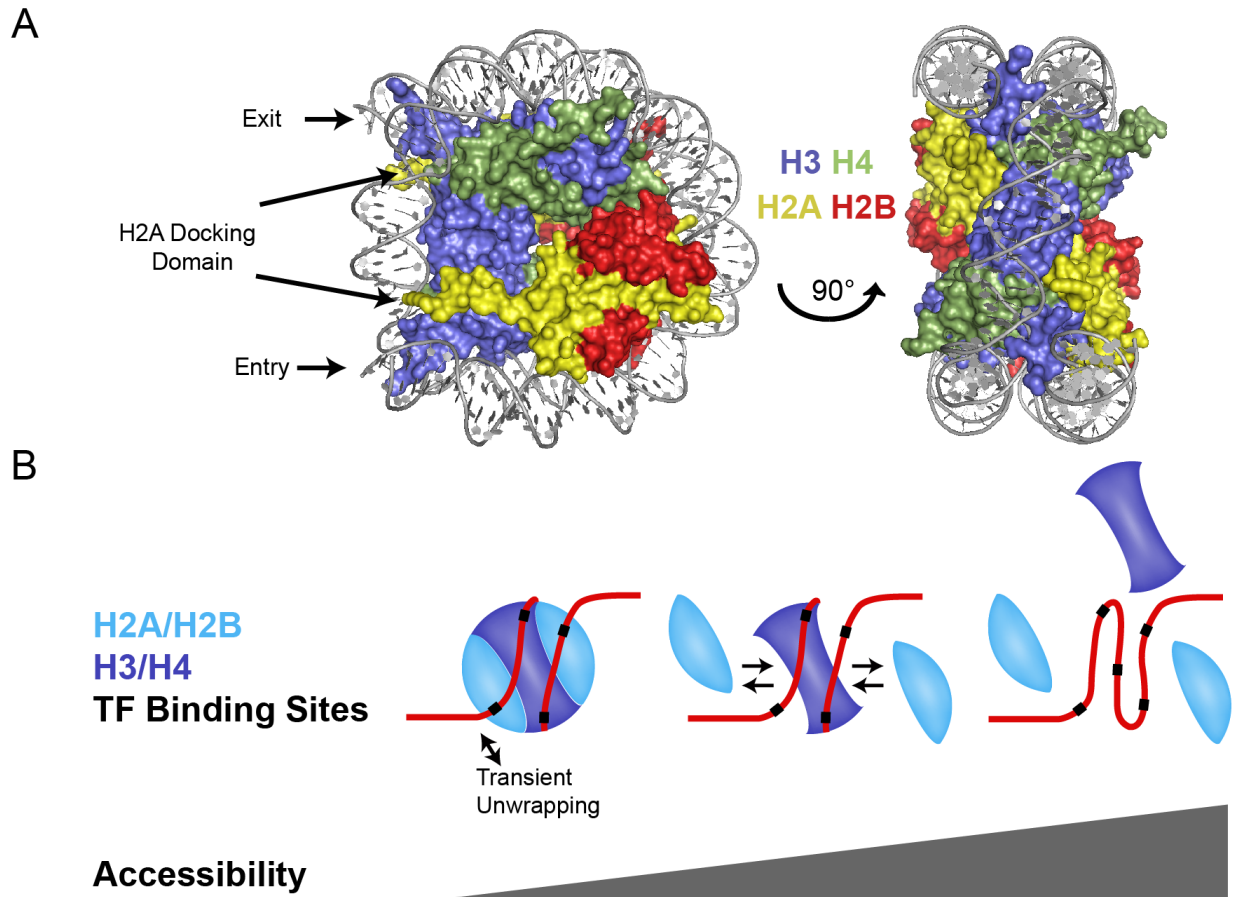 A
Exit
H2A Docking
Domain
Entry
H3 H4
H2A H2B
90°
B
H2A/H2B
H3/H4
TF Binding Sites
Transient
Unwrapping
Accessibility